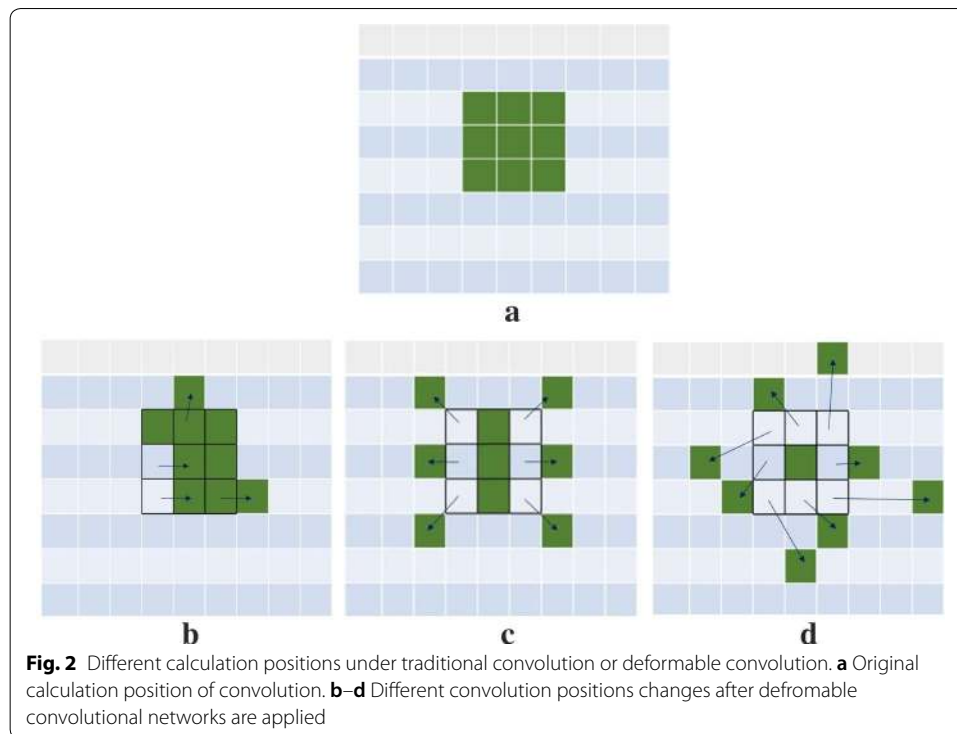 a
b c d
Fig. 2 Different calculation positions under traditional convolution or deformable convolution. a Original
calculation position of convolution. b–d Different convolution positions changes after defromable
convolutional networks are applied